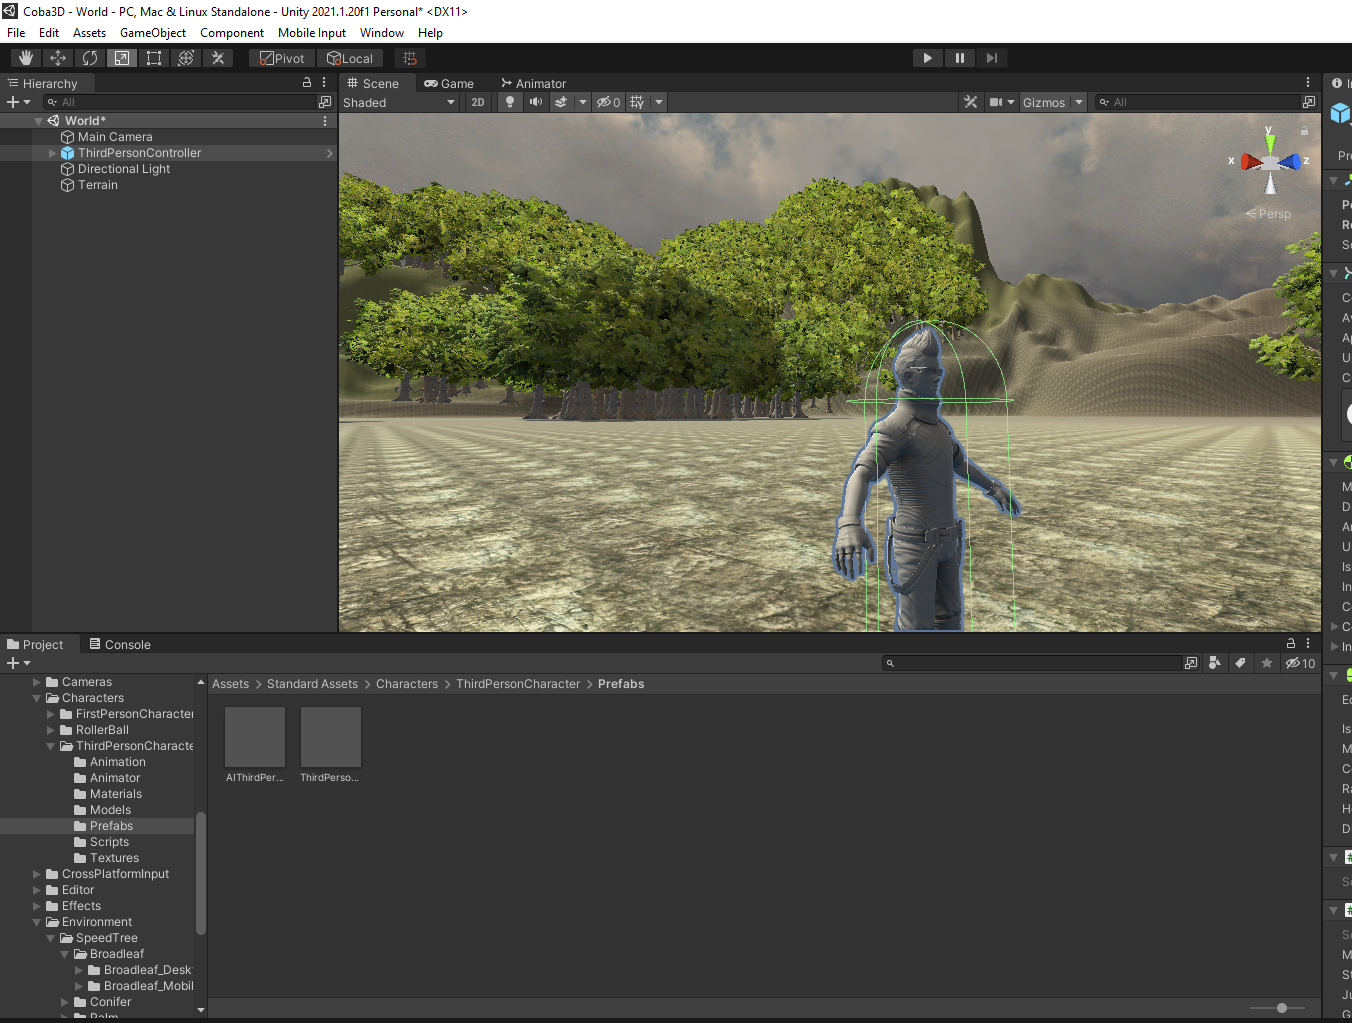 Coba3D - World - PC, Mac & Linux Standalone - Unity 2021.1.20f1 Personal* <DX11>
File Edit Assets GameObject Component Mobile Input Window Help
Pivot Local
Hierarchy
All
World*
Main Camera
ThirdPersonController
Directional Light
Terrain
Scene Game Animator
Shaded 2D 0 Gizmos All
y
x z
Persp
Project Console
10
Cameras
Characters
FirstPersonCharacter
RollerBall
ThirdPersonCharacte
Animation
Animator
Materials
Models
Prefabs
Scripts
Textures
CrossPlatformInput
Editor
Effects
Environment
SpeedTree
Broadleaf
Broadleaf_Desk
Broadleaf_Mobil
Conifer
Palm
Assets > Standard Assets > Characters > ThirdPersonCharacter > Prefabs
AIThirdPer...
ThirdPerso...